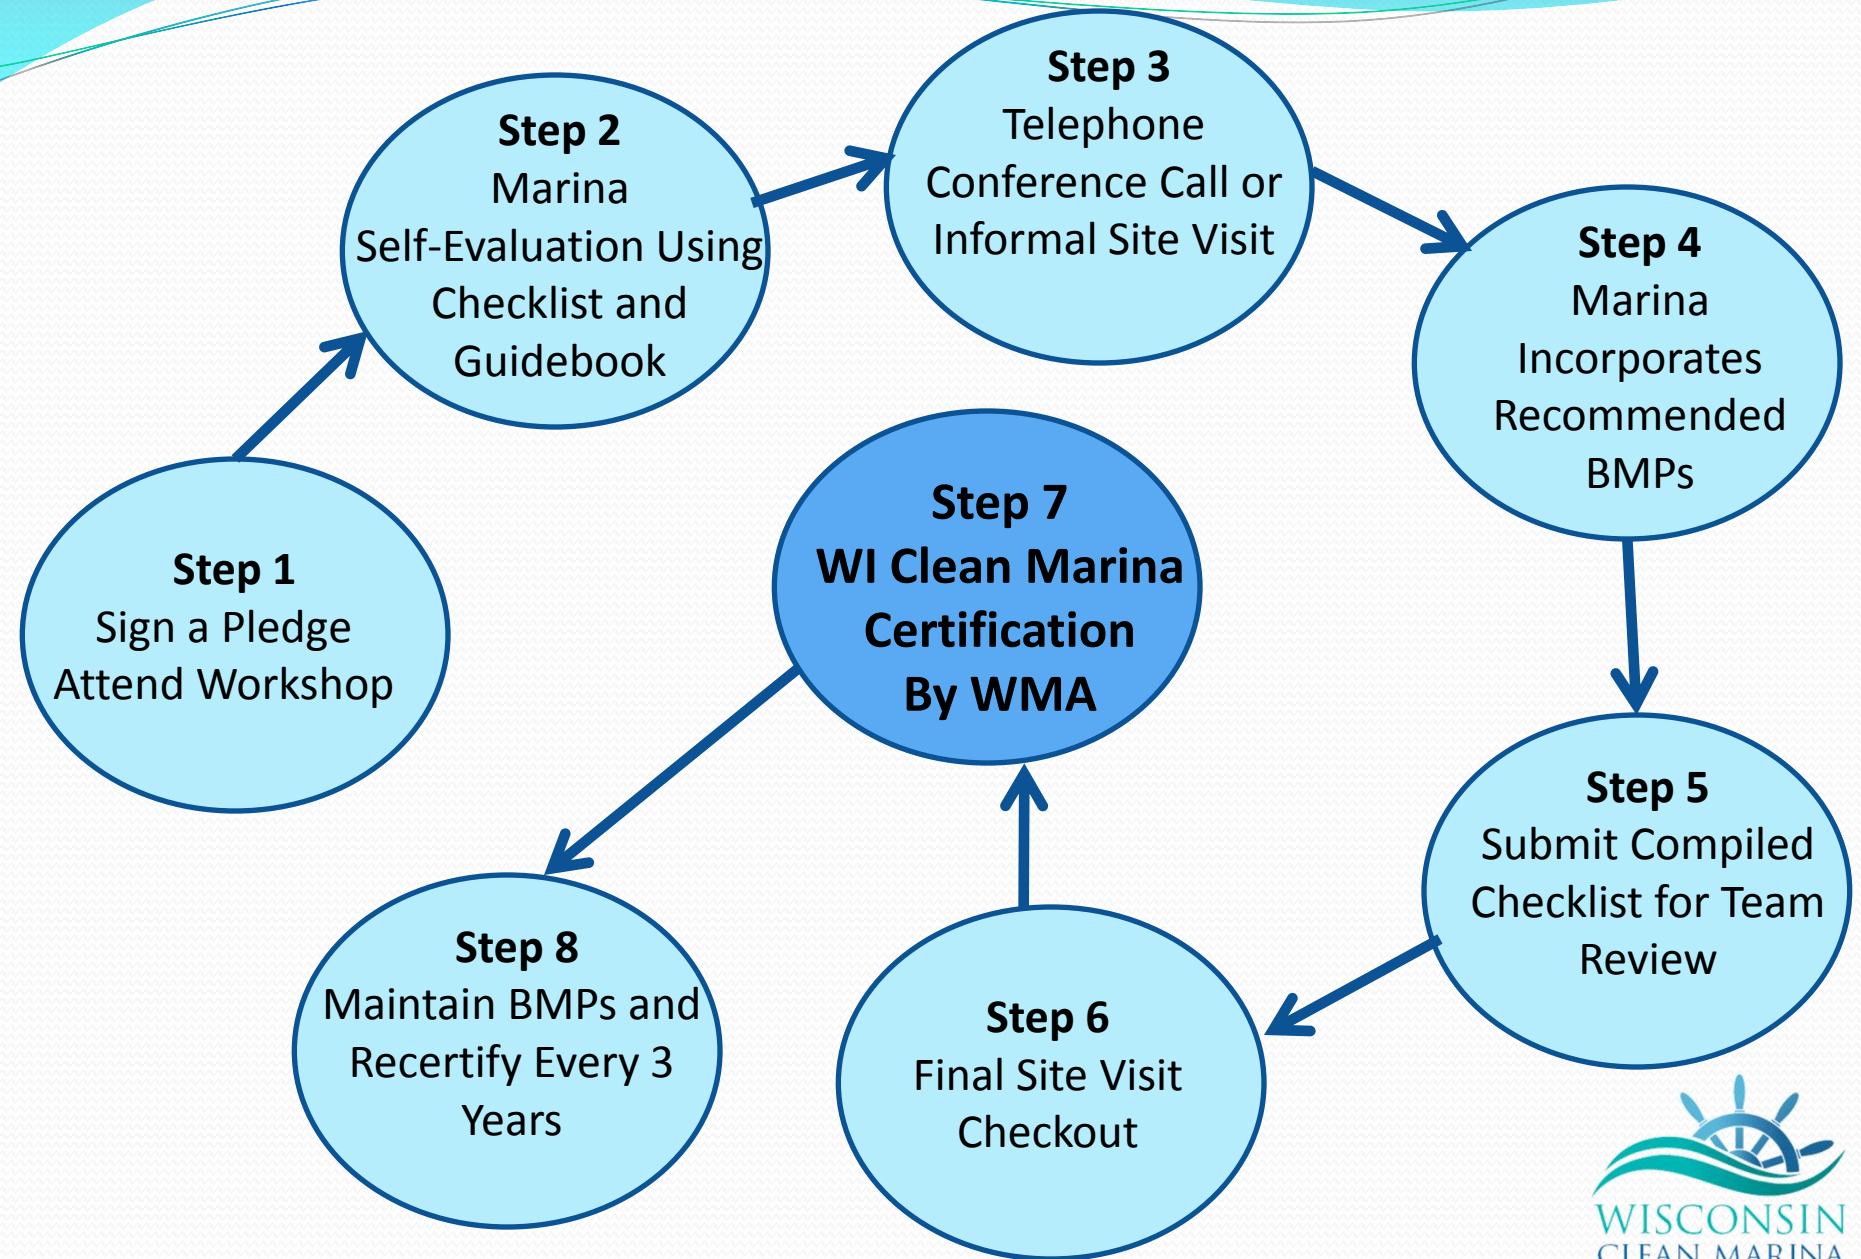 Step 1
Sign a Pledge
Attend Workshop
Step 2
Marina
Self-Evaluation Using
Checklist and
Guidebook
Step 3
Telephone
Conference Call or
Informal Site Visit
Step 4
Marina
Incorporates
Recommended
BMPs
Step 5
Submit Compiled
Checklist for Team
Review
Step 6
Final Site Visit
Checkout
Step 7
WI Clean Marina
Certification
By WMA
Step 8
Maintain BMPs and
Recertify Every 3
Years
WISCONSIN
CLEAN MARINA